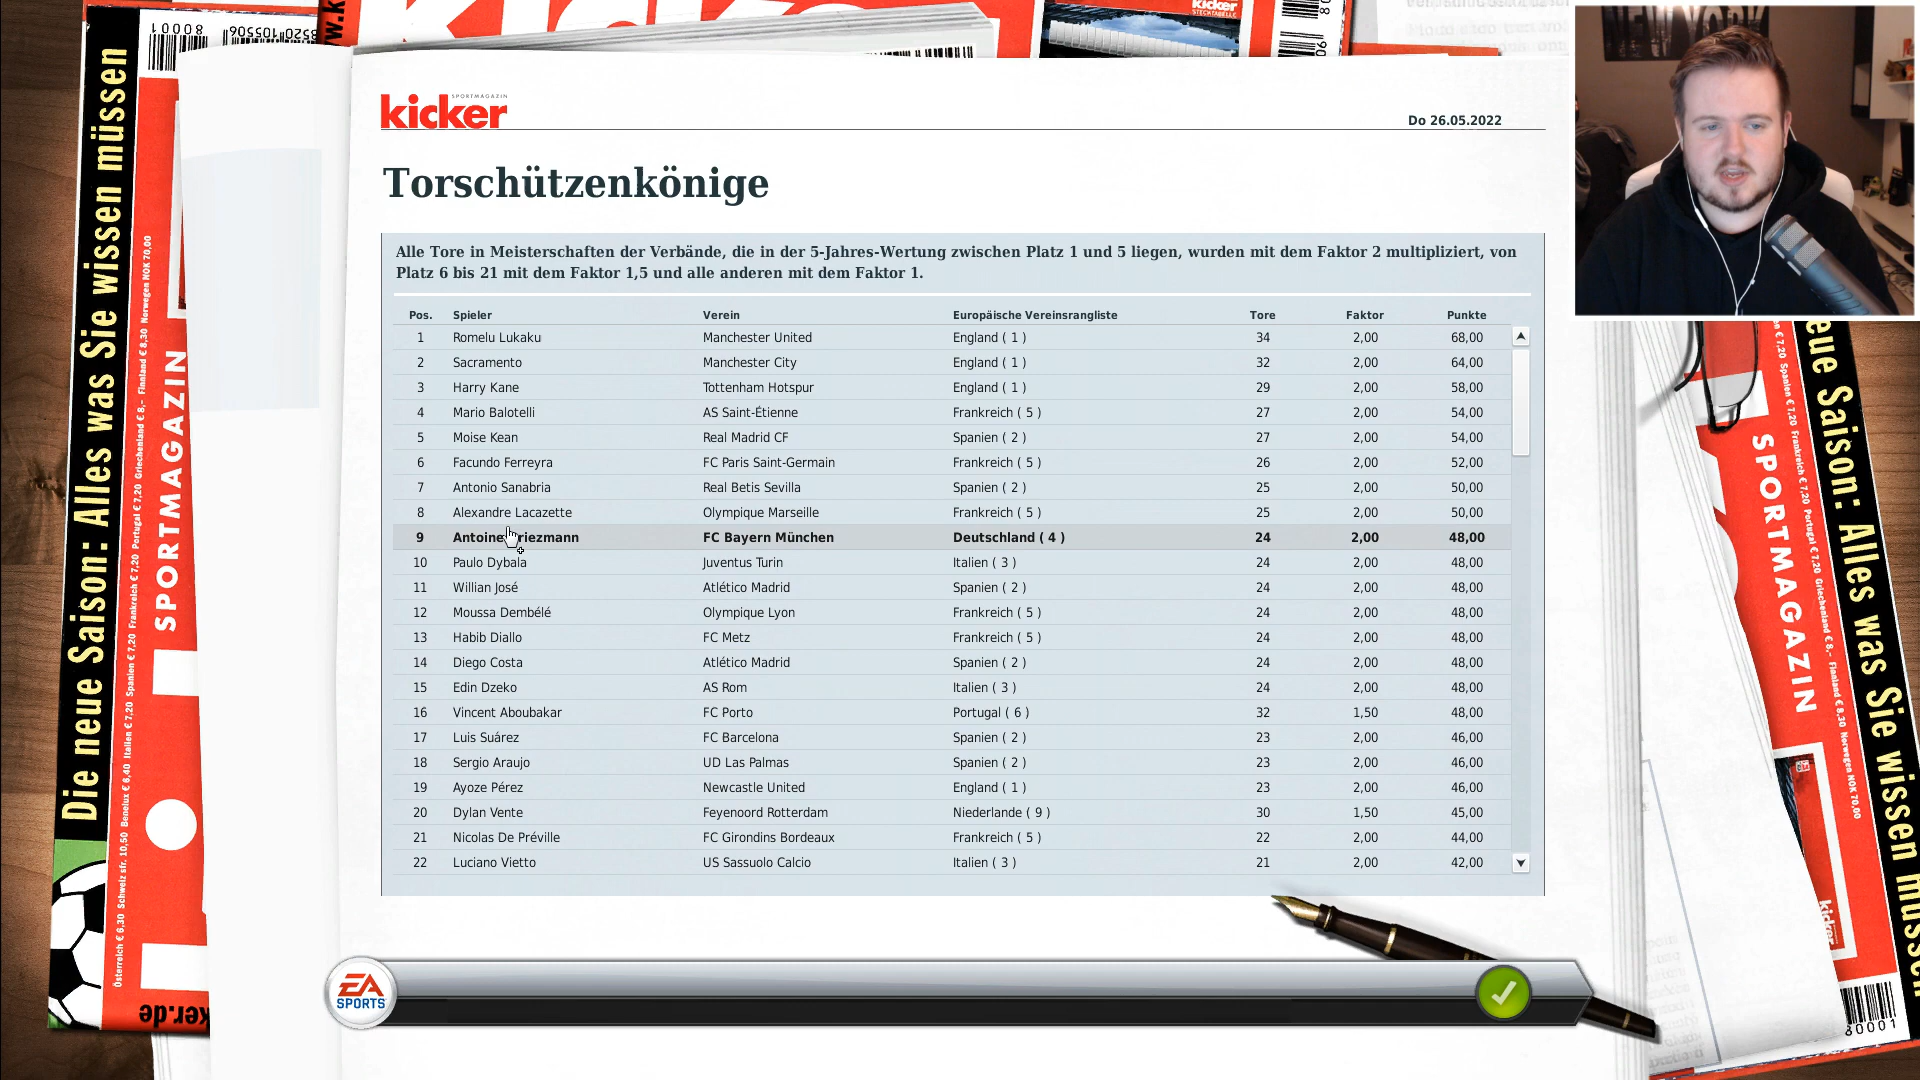 Die neue Saison: Alles was Sie wissen müssen
SPORTMAGAZIN
80001
8520105506
kicker
SPORTMAGAZIN
kicker
Do 26.05.2022
Torschützenkönige
Alle Tore in Meisterschaften der Verbände, die in der 5-Jahres-Wertung zwischen Platz 1 und 5 liegen, wurden mit dem Faktor 2 multipliziert, von
Platz 6 bis 21 mit dem Faktor 1,5 und alle anderen mit dem Faktor 1.
Pos. Spieler Verein Europäische Vereinsrangliste Tore Faktor Punkte
1 Romelu Lukaku Manchester United England ( 1 ) 34 2,00 68,00
2 Sacramento Manchester City England ( 1 ) 32 2,00 64,00
3 Harry Kane Tottenham Hotspur England ( 1 ) 29 2,00 58,00
4 Mario Balotelli AS Saint-Étienne Frankreich ( 5 ) 27 2,00 54,00
5 Moise Kean Real Madrid CF Spanien ( 2 ) 27 2,00 54,00
6 Facundo Ferreyra FC Paris Saint-Germain Frankreich ( 5 ) 26 2,00 52,00
7 Antonio Sanabria Real Betis Sevilla Spanien ( 2 ) 25 2,00 50,00
8 Alexandre Lacazette Olympique Marseille Frankreich ( 5 ) 25 2,00 50,00
9 Antoine Griezmann FC Bayern München Deutschland ( 4 ) 24 2,00 48,00
10 Paulo Dybala Juventus Turin Italien ( 3 ) 24 2,00 48,00
11 Willian José Atlético Madrid Spanien ( 2 ) 24 2,00 48,00
12 Moussa Dembélé Olympique Lyon Frankreich ( 5 ) 24 2,00 48,00
13 Habib Diallo FC Metz Frankreich ( 5 ) 24 2,00 48,00
14 Diego Costa Atlético Madrid Spanien ( 2 ) 24 2,00 48,00
15 Edin Dzeko AS Rom Italien ( 3 ) 24 2,00 48,00
16 Vincent Aboubakar FC Porto Portugal ( 6 ) 32 1,50 48,00
17 Luis Suárez FC Barcelona Spanien ( 2 ) 23 2,00 46,00
18 Sergio Araujo UD Las Palmas Spanien ( 2 ) 23 2,00 46,00
19 Ayoze Pérez Newcastle United England ( 1 ) 23 2,00 46,00
20 Dylan Vente Feyenoord Rotterdam Niederlande ( 9 ) 30 1,50 45,00
21 Nicolas De Préville FC Girondins Bordeaux Frankreich ( 5 ) 22 2,00 44,00
22 Luciano Vietto US Sassuolo Calcio Italien ( 3 ) 21 2,00 42,00
EA
SPORTS
ker.de
SPORTMAGAZIN
neue Saison: Alles was Sie wissen müssen
kicker
80001